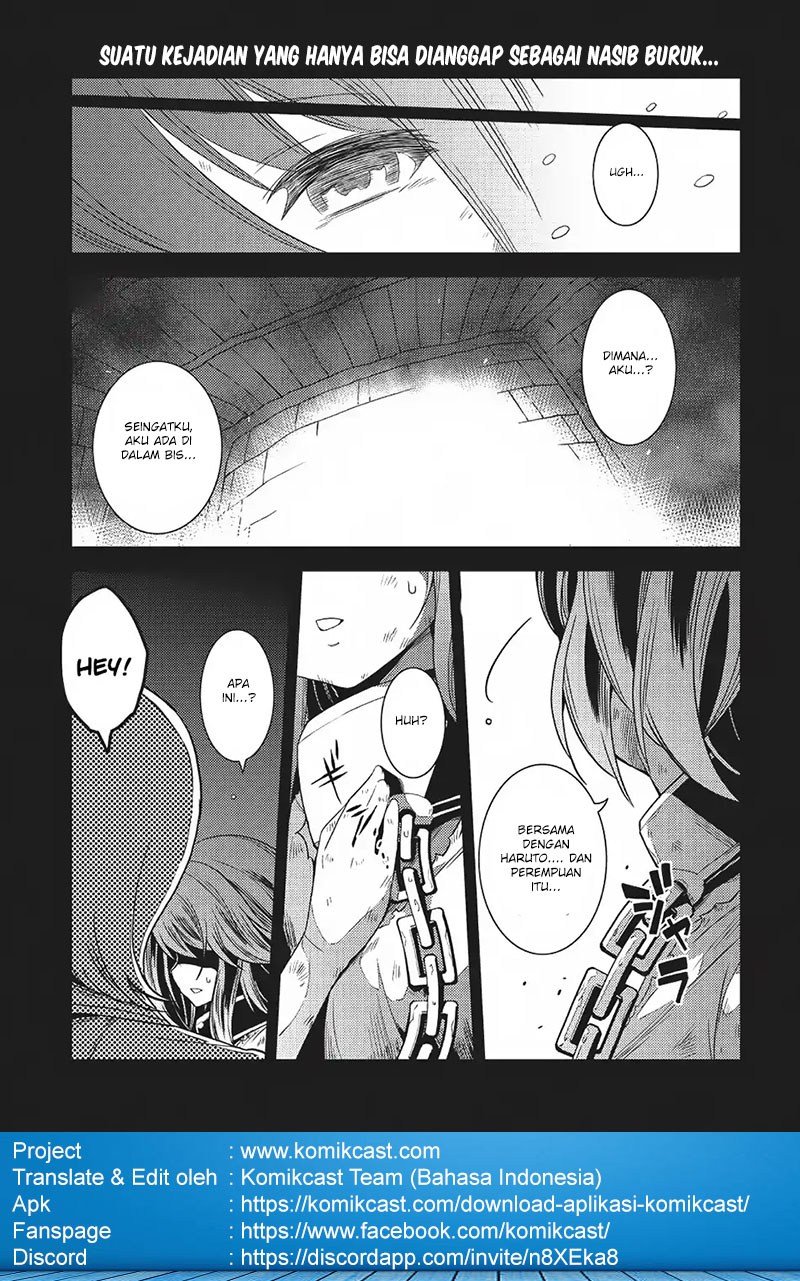 SUATU KEJADIAN YANG HANYA BISA DIANGGAP SEBAGAI NASIB BURUK...
UGH...
DIMANA...
AKU...?
SEINGATKU,
AKU ADA DI
DALAM BIS...
BERSAMA
DENGAN
HARUTO.... DAN
PEREMPUAN
ITU...
ジャラ
HUH?
APA
INI...?
HEY!
Project : www.komikcast.com
Translate & Edit oleh : Komikcast Team (Bahasa Indonesia)
Apk : https://komikcast.com/download-aplikasi-komikcast/
Fanspage : https://www.facebook.com/komikcast/
Discord : https://discordapp.com/invite/n8XEka8